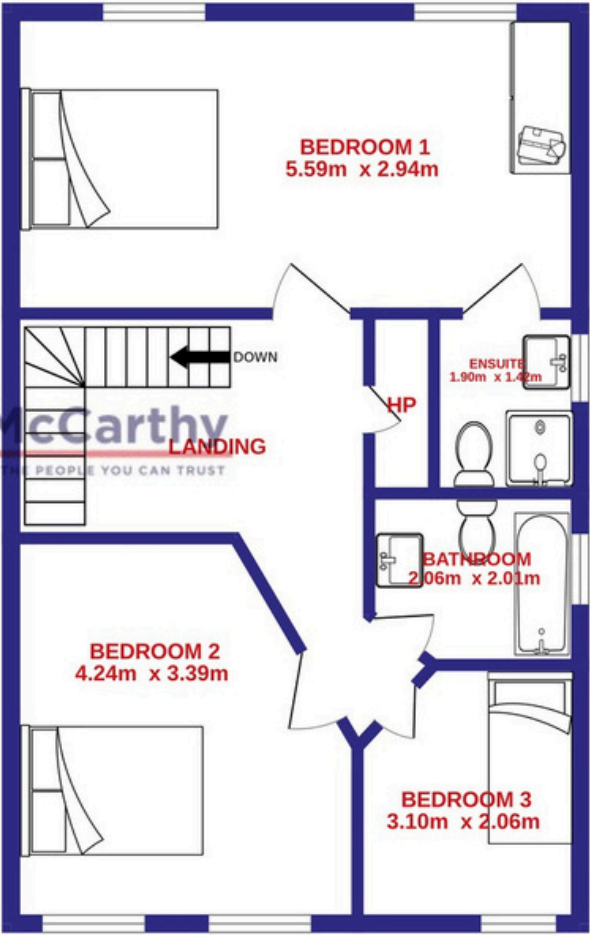 BEDROOM 1
5.59m x 2.94m
DOWN
ENSUITE
1.90m x 1.42m
HP
McCarthy
LANDING
THE PEOPLE YOU CAN TRUST
BATHROOM
2.06m x 2.01m
BEDROOM 2
4.24m x 3.39m
BEDROOM 3
3.10m x 2.06m